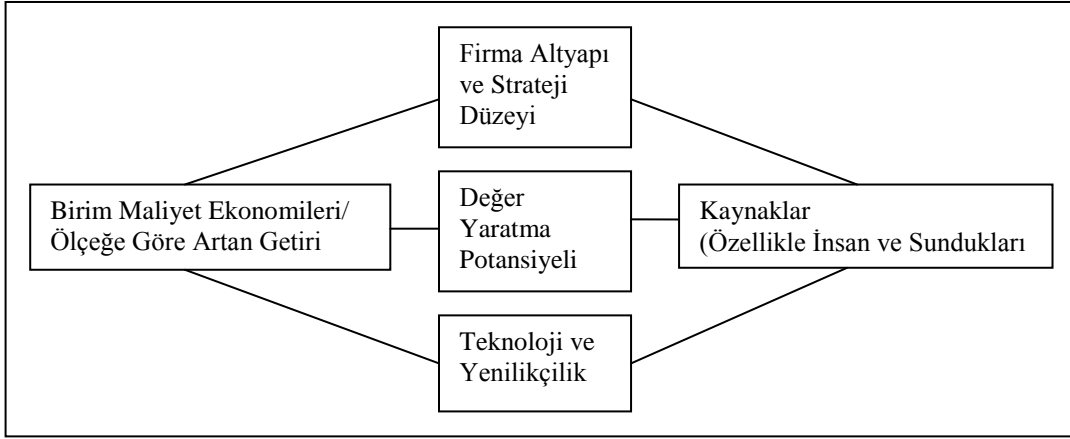 Firma Altyapı
ve Strateji
Düzeyi
Birim Maliyet Ekonomileri/
Ölçeğe Göre Artan Getiri
Değer
Yaratma
Potansiyeli
Kaynaklar
(Özellikle İnsan ve Sundukları
Teknoloji ve
Yenilikçilik